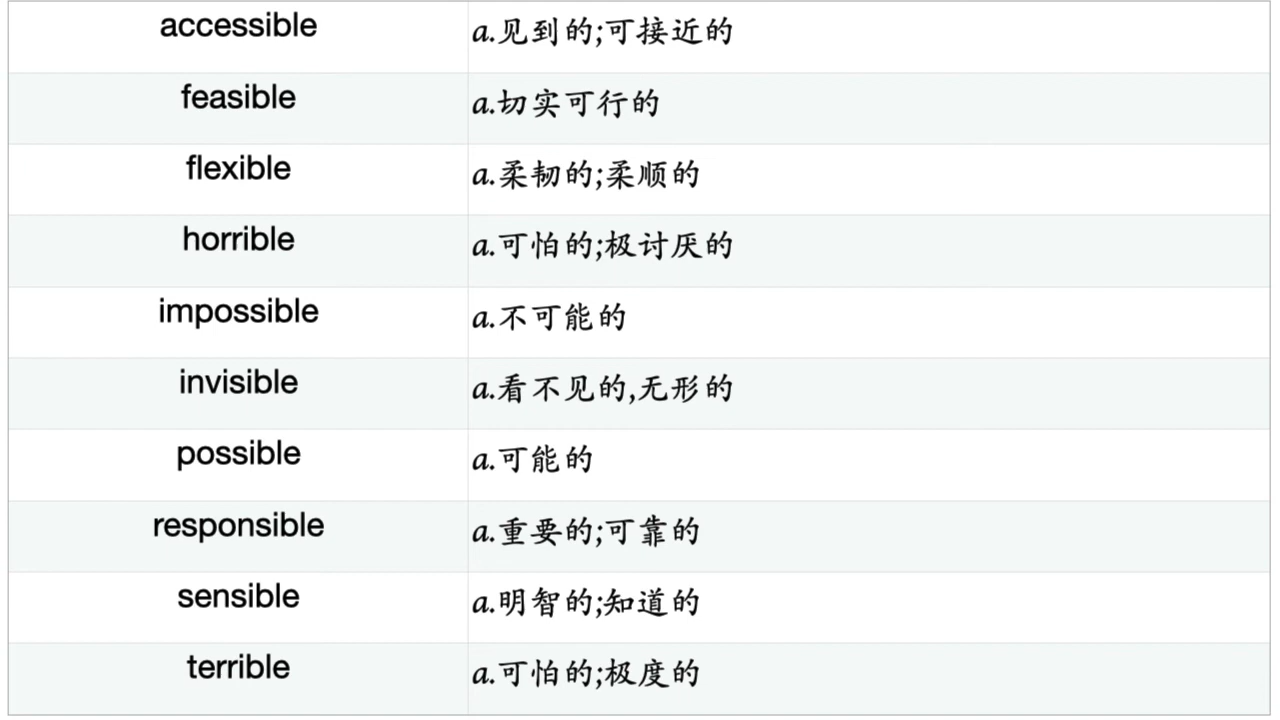 accessible a.见到的;可接近的
feasible a.切实可行的
flexible a.柔韧的;柔顺的
horrible a.可怕的;极讨厌的
impossible a.不可能的
invisible a.看不见的,无形的
possible a.可能的
responsible a.重要的;可靠的
sensible a.明智的;知道的
terrible a.可怕的;极度的